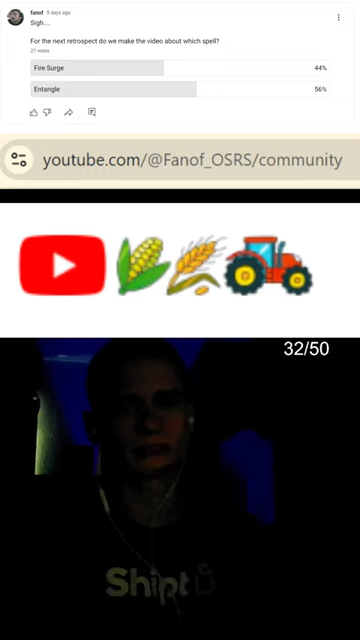 fanof 5 days ago
Sigh....
For the next retrospect do we make the video about which spell?
27 votes
Fire Surge 44%
Entangle 56%
youtube.com/@Fanof_OSRS/community
32/50
Shipt